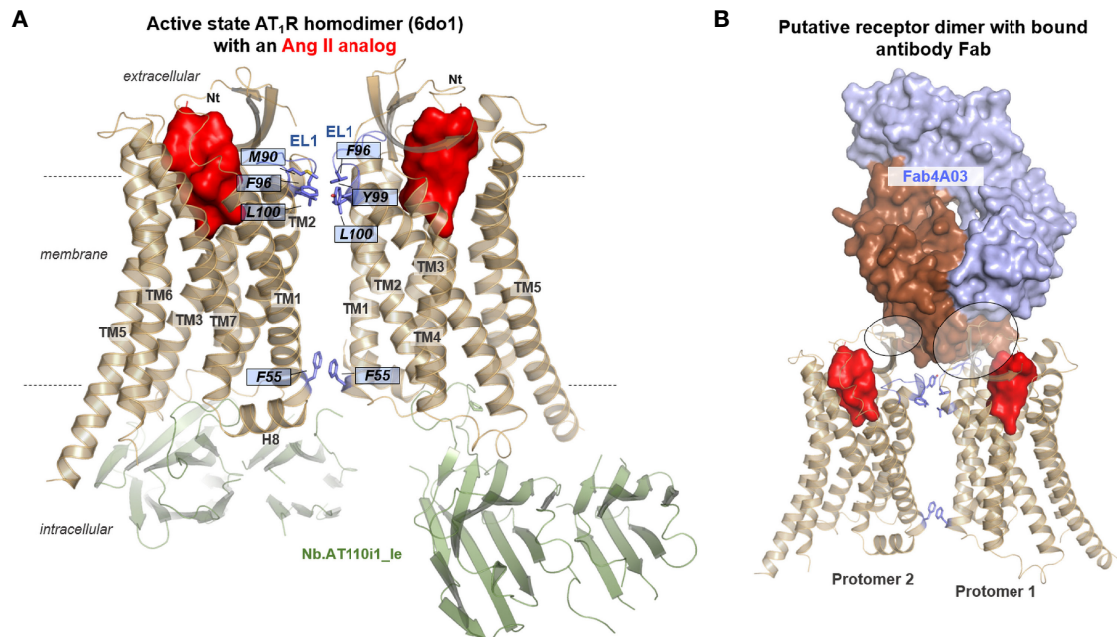 A
Active state AT₁R homodimer (6do1)
with an Ang II analog
extracellular
Nt
Nt
EL1
EL1
M90
F96
F96
Y99
L100
TM2
L100
membrane
TM3
TM6
TM2
TM5
TM1
TM3
TM7
TM1
TM5
TM4
F55
F55
H8
intracellular
Nb.AT110i1_le
B
Putative receptor dimer with bound
antibody Fab
Fab4A03
Protomer 2
Protomer 1